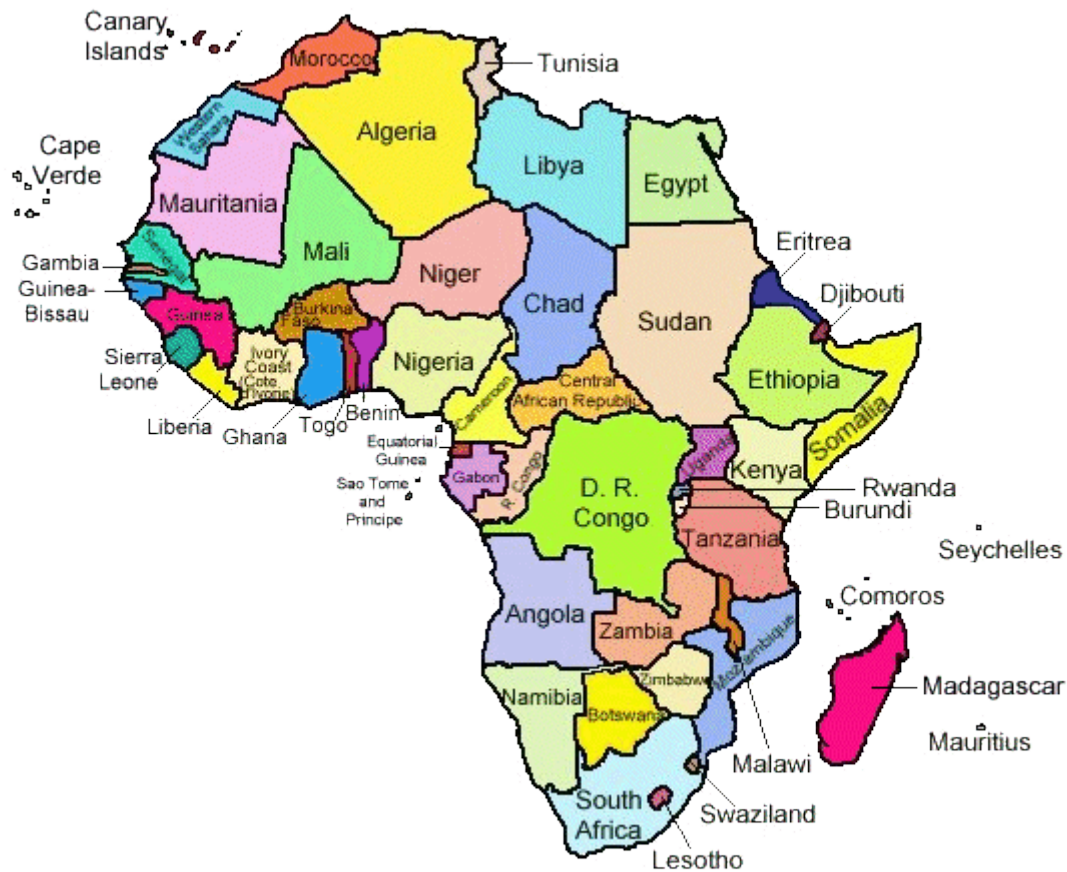 Canary
Islands
Morocco
Tunisia
Algeria
Western
Sahara
Libya
Egypt
Cape
Verde
Mauritania
Mali
Niger
Chad
Sudan
Eritrea
Djibouti
Senegal
Gambia
Guinea-
Bissau
Guinea
Burkina
Faso
Nigeria
Sierra
Leone
Ivory
Coast
(Cote
d'Ivorie)
Liberia
Ghana
Togo
Benin
Cameroon
Central
African Republic
Ethiopia
Somalia
Equatorial
Guinea
Gabon
R. Congo
D. R.
Congo
Uganda
Kenya
Rwanda
Burundi
Sao Tome
and
Principe
Tanzania
Seychelles
Comoros
Angola
Zambia
Mozambique
Zimbabwe
Namibia
Botswana
Madagascar
Mauritius
Malawi
Swaziland
South
Africa
Lesotho